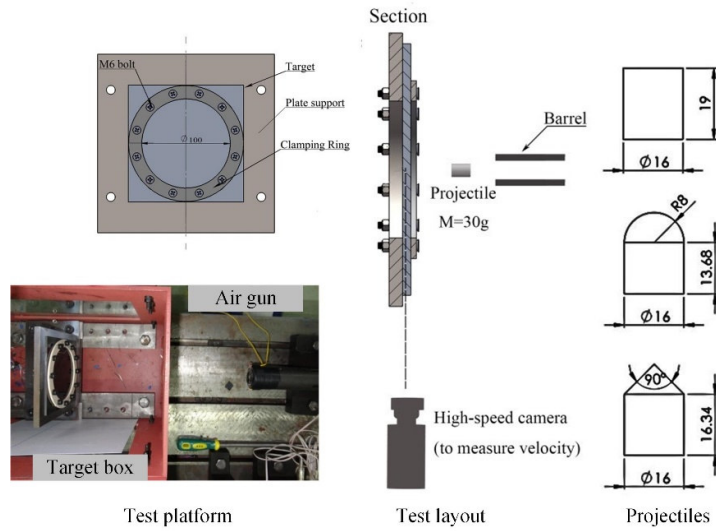 Section
M6 bolt
Target
Plate support
Ø100
Clamping Ring
Barrel
Projectile
M=30g
19
Ø16
R8
13.68
Ø16
90°
16.34
Ø16
Air gun
Target box
High-speed camera
(to measure velocity)
Test platform
Test layout
Projectiles